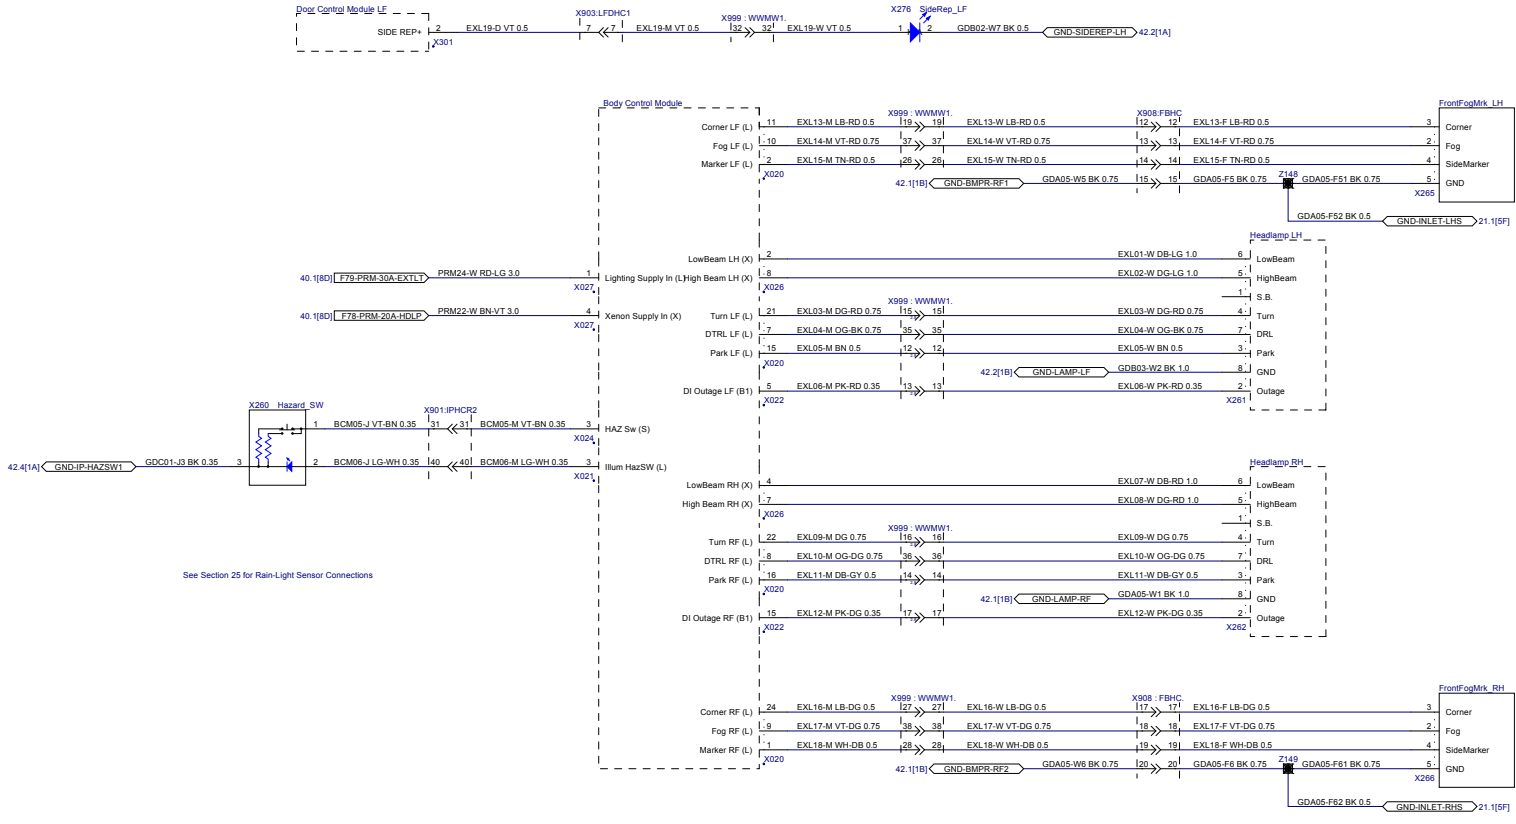 Door Control Module LF
SIDE REP+ 2 EXL19-D VT 0.5 7 7 EXL19-M VT 0.5 32 32 EXL19-W VT 0.5 1 2 GDB02-W7 BK 0.5 GND-SIDEREP-LH 42.2[1A]
X301
X903:LFDHC1
X999 : WWMW1.
X276 SideRep_LF
Body Control Module
X999 : WWMW1.
X908:FBHC
FrontFogMrk_LH
Corner LF (L) 11 EXL13-M LB-RD 0.5 19 19 EXL13-W LB-RD 0.5 12 12 EXL13-F LB-RD 0.5 3 Corner
Fog LF (L) 10 EXL14-M VT-RD 0.75 37 37 EXL14-W VT-RD 0.75 13 13 EXL14-F VT-RD 0.75 2 Fog
Marker LF (L) 2 EXL15-M TN-RD 0.5 26 26 EXL15-W TN-RD 0.5 14 14 EXL15-F TN-RD 0.5 4 SideMarker
X020
42.1[1B] GND-BMPR-RF1 GDA05-W5 BK 0.75 15 15 GDA05-F5 BK 0.75 Z148 GDA05-F51 BK 0.75 5 GND
X265
GDA05-F52 BK 0.5 GND-INLET-LHS 21.1[5F]
Headlamp LH
LowBeam LH (X) 2 EXL01-W DB-LG 1.0 6 LowBeam
40.1[8D] F79-PRM-30A-EXTLT PRM24-W RD-LG 3.0 1 Lighting Supply In (L)
X027
High Beam LH (X) 8 EXL02-W DG-LG 1.0 5 HighBeam
X026
1 S.B.
X999 : WWMW1.
40.1[8D] F78-PRM-20A-HDLP PRM22-W BN-VT 3.0 4 Xenon Supply In (X)
X027
Turn LF (L) 21 EXL03-M DG-RD 0.75 15 15 EXL03-W DG-RD 0.75 4 Turn
DTRL LF (L) 7 EXL04-M OG-BK 0.75 35 35 EXL04-W OG-BK 0.75 7 DRL
Park LF (L) 15 EXL05-M BN 0.5 12 12 EXL05-W BN 0.5 3 Park
X020
42.2[1B] GND-LAMP-LF GDB03-W2 BK 1.0 8 GND
DI Outage LF (B1) 5 EXL06-M PK-RD 0.35 13 13 EXL06-W PK-RD 0.35 2 Outage
X022
X261
X260 Hazard_SW
X901:IPHCR2
1 BCM05-J VT-BN 0.35 31 31 BCM05-M VT-BN 0.35 3 HAZ Sw (S)
X024
42.4[1A] GND-IP-HAZSW1 GDC01-J3 BK 0.35 3 2 BCM06-J LG-WH 0.35 40 40 BCM06-M LG-WH 0.35 3 Illum HazSW (L)
X021
Headlamp RH
LowBeam RH (X) 4 EXL07-W DB-RD 1.0 6 LowBeam
High Beam RH (X) 7 EXL08-W DG-RD 1.0 5 HighBeam
X026
1 S.B.
X999 : WWMW1.
Turn RF (L) 22 EXL09-M DG 0.75 16 16 EXL09-W DG 0.75 4 Turn
DTRL RF (L) 8 EXL10-M OG-DG 0.75 36 36 EXL10-W OG-DG 0.75 7 DRL
Park RF (L) 16 EXL11-M DB-GY 0.5 14 14 EXL11-W DB-GY 0.5 3 Park
X020
See Section 25 for Rain-Light Sensor Connections
42.1[1B] GND-LAMP-RF GDA05-W1 BK 1.0 8 GND
DI Outage RF (B1) 15 EXL12-M PK-DG 0.35 17 17 EXL12-W PK-DG 0.35 2 Outage
X022
X262
X999 : WWMW1.
X908 : FBHC.
FrontFogMrk_RH
Corner RF (L) 24 EXL16-M LB-DG 0.5 27 27 EXL16-W LB-DG 0.5 17 17 EXL16-F LB-DG 0.5 3 Corner
Fog RF (L) 9 EXL17-M VT-DG 0.75 38 38 EXL17-W VT-DG 0.75 18 18 EXL17-F VT-DG 0.75 2 Fog
Marker RF (L) 1 EXL18-M WH-DB 0.5 28 28 EXL18-W WH-DB 0.5 19 19 EXL18-F WH-DB 0.5 4 SideMarker
X020
42.1[1B] GND-BMPR-RF2 GDA05-W6 BK 0.75 20 20 GDA05-F6 BK 0.75 Z149 GDA05-F61 BK 0.75 5 GND
X266
GDA05-F62 BK 0.5 GND-INLET-RHS 21.1[5F]